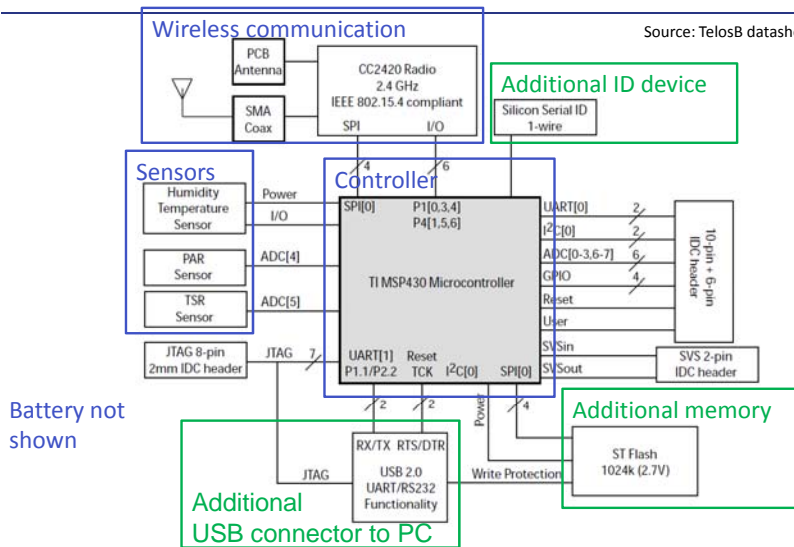 Wireless communication
Source: TelosB datashe
PCB
Antenna
SMA
Coax
CC2420 Radio
2.4 GHz
IEEE 802.15.4 compliant
SPI
I/O
Additional ID device
Silicon Serial ID
1-wire
4
6
Sensors
Humidity
Temperature
Sensor
Power
I/O
PAR
Sensor
ADC[4]
TSR
Sensor
ADC[5]
Controller
SPI[0]
P1[0,3,4]
P4[1,5,6]
TI MSP430 Microcontroller
UART[1]
P1.1/P2.2
Reset
TCK
I²C[0]
SPI[0]
UART[0]
2
I²C[0]
2
ADC[0-3,6-7]
6
GPIO
4
Reset
User
10-pin + 6-pin
IDC header
SVSin
SVSout
SVS 2-pin
IDC header
JTAG 8-pin
2mm IDC header
JTAG
7
Battery not
shown
2
2
Power
4
RX/TX RTS/DTR
USB 2.0
UART/RS232
Functionality
JTAG
Write Protection
Additional memory
ST Flash
1024k (2.7V)
Additional
USB connector to PC